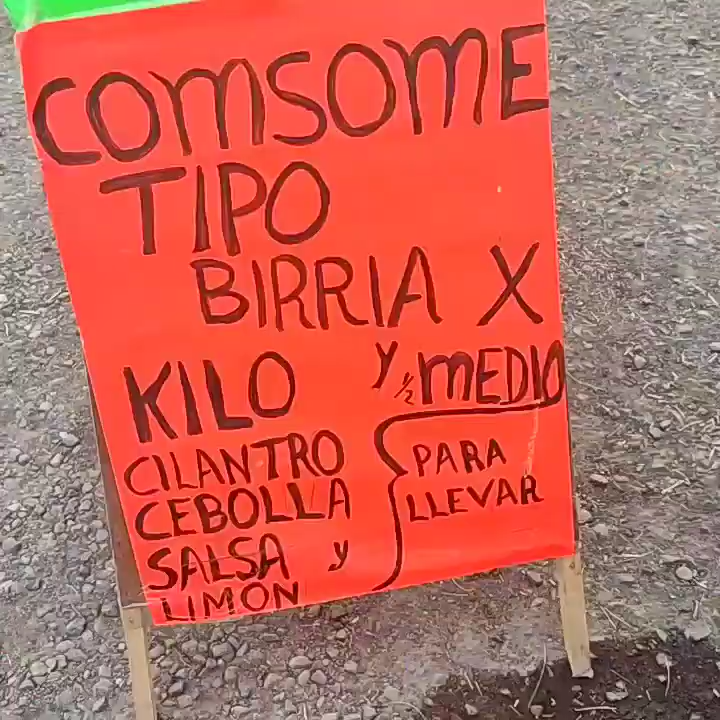 COMSOME
TIPO
BIRRIA X
KILO y ½ MEDIO
CILANTRO
CEBOLLA
SALSA y
LIMON
PARA
LLEVAR